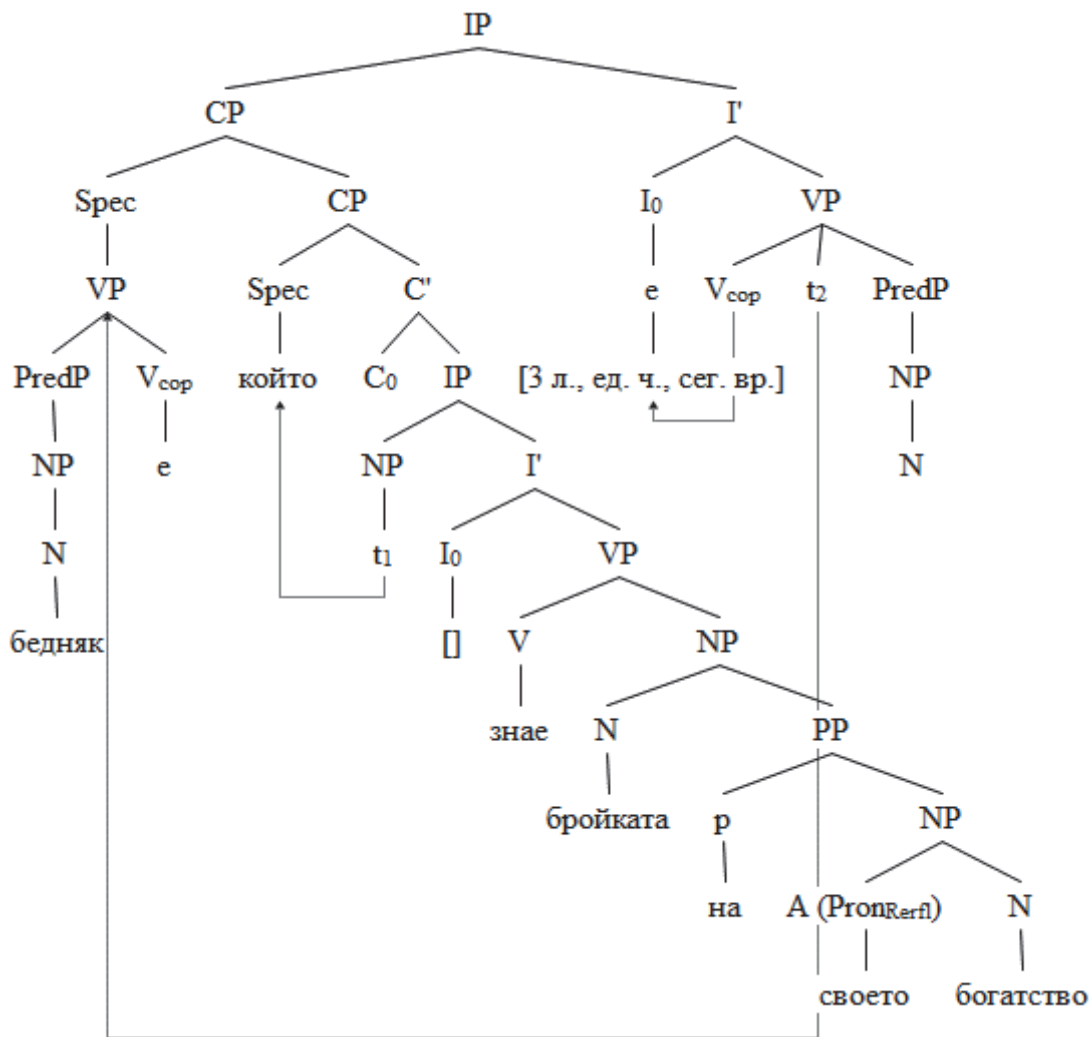 IP
CP I'
Spec CP I0 VP
VP Spec C' e Vcop t2 PredP
PredP Vcop който C0 IP [3 л., ед. ч., сег. вр.] NP
NP е NP I' N
N t1 I0 VP
бедняк [] V NP
знае N PP
бройката p NP
на A (PronRerfl) N
своето богатство